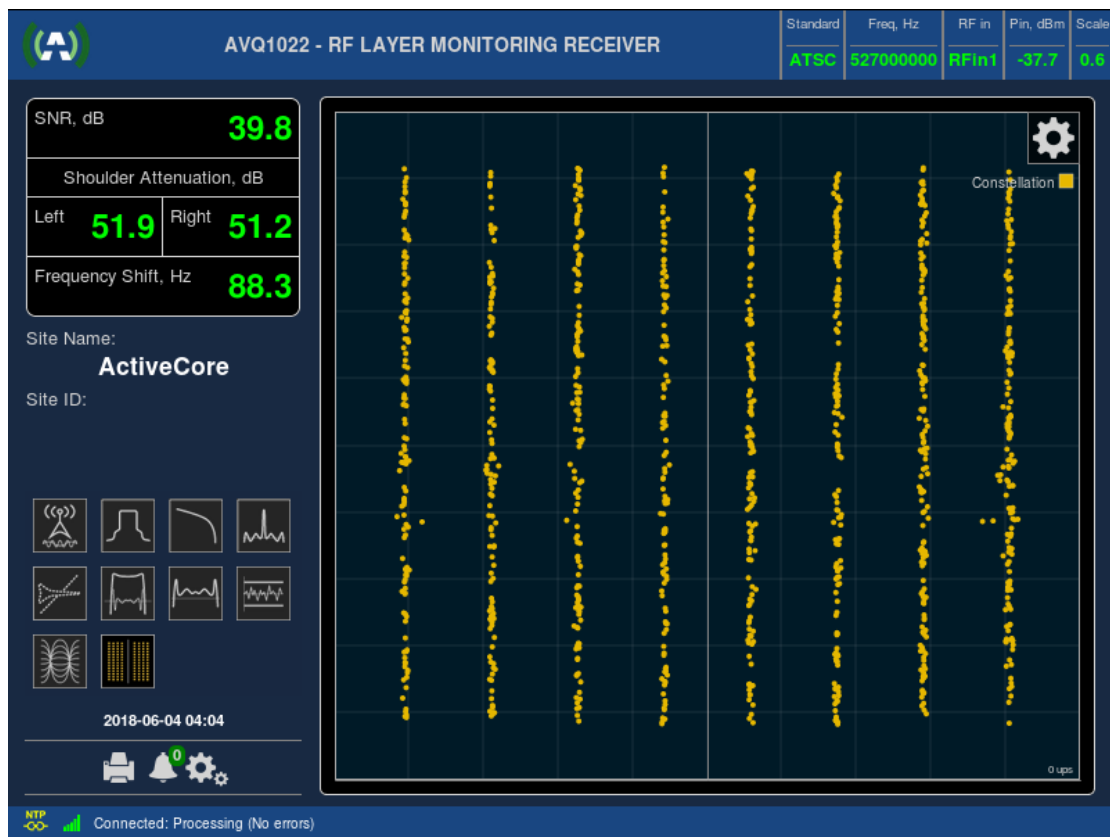 AVQ1022 - RF LAYER MONITORING RECEIVER
Standard
ATSC
Freq, Hz
527000000
RF in
RFin1
Pin, dBm
-37.7
Scale
0.6
SNR, dB
39.8
Shoulder Attenuation, dB
Left
51.9
Right
51.2
Frequency Shift, Hz
88.3
Site Name:
ActiveCore
Site ID:
2018-06-04 04:04
0
Constellation
0 ups
NTP
Connected: Processing (No errors)